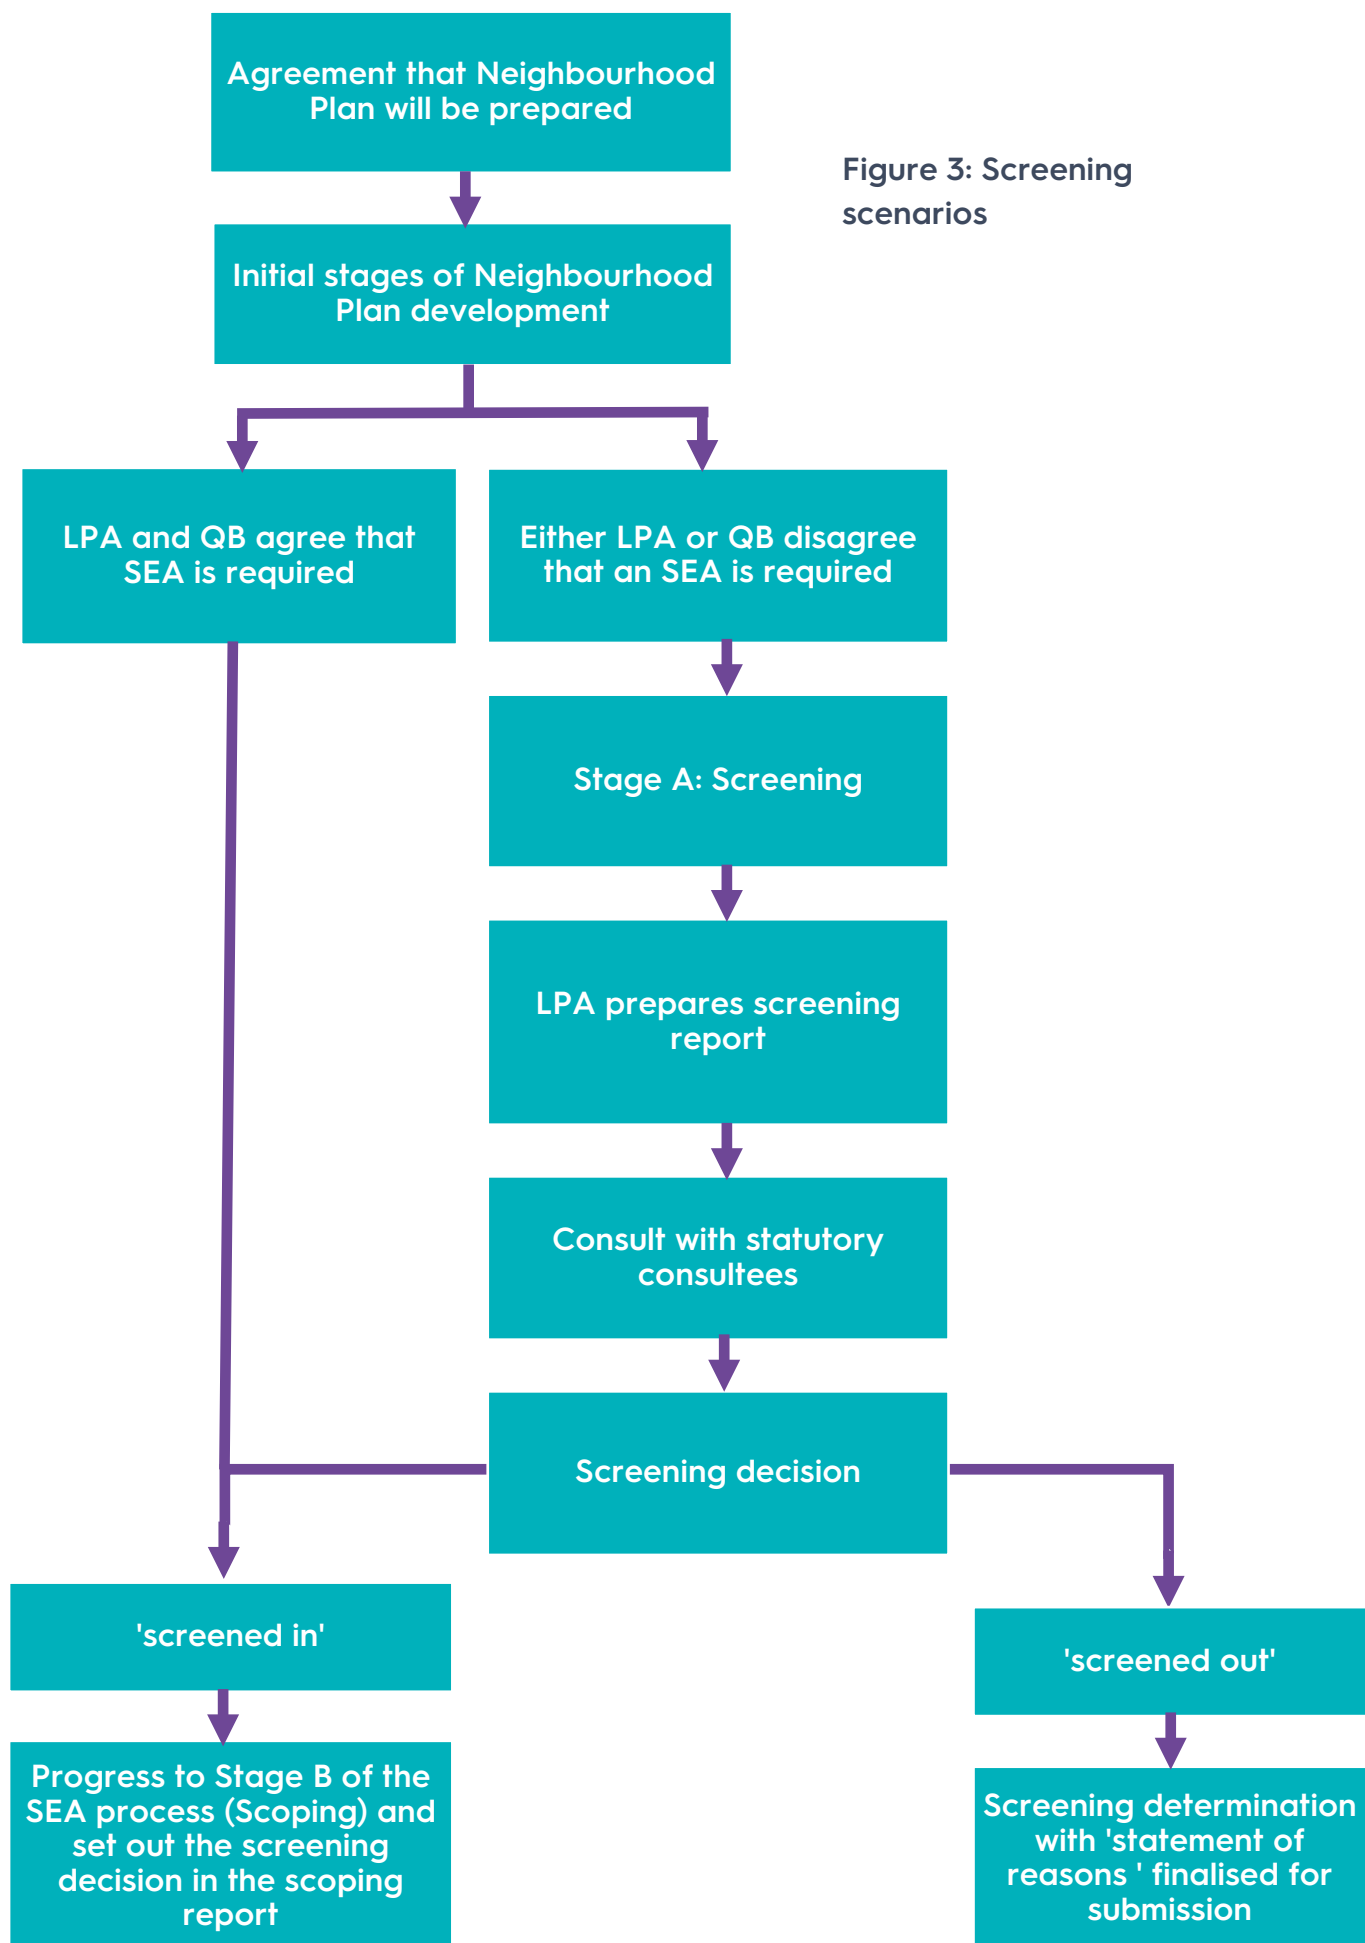 Agreement that Neighbourhood
Plan will be prepared
Figure 3: Screening
scenarios
Initial stages of Neighbourhood
Plan development
LPA and QB agree that
SEA is required
Either LPA or QB disagree
that an SEA is required
Stage A: Screening
LPA prepares screening
report
Consult with statutory
consultees
Screening decision
'screened in'
'screened out'
Progress to Stage B of the
SEA process (Scoping) and
set out the screening
decision in the scoping
report
Screening determination
with 'statement of
reasons ' finalised for
submission